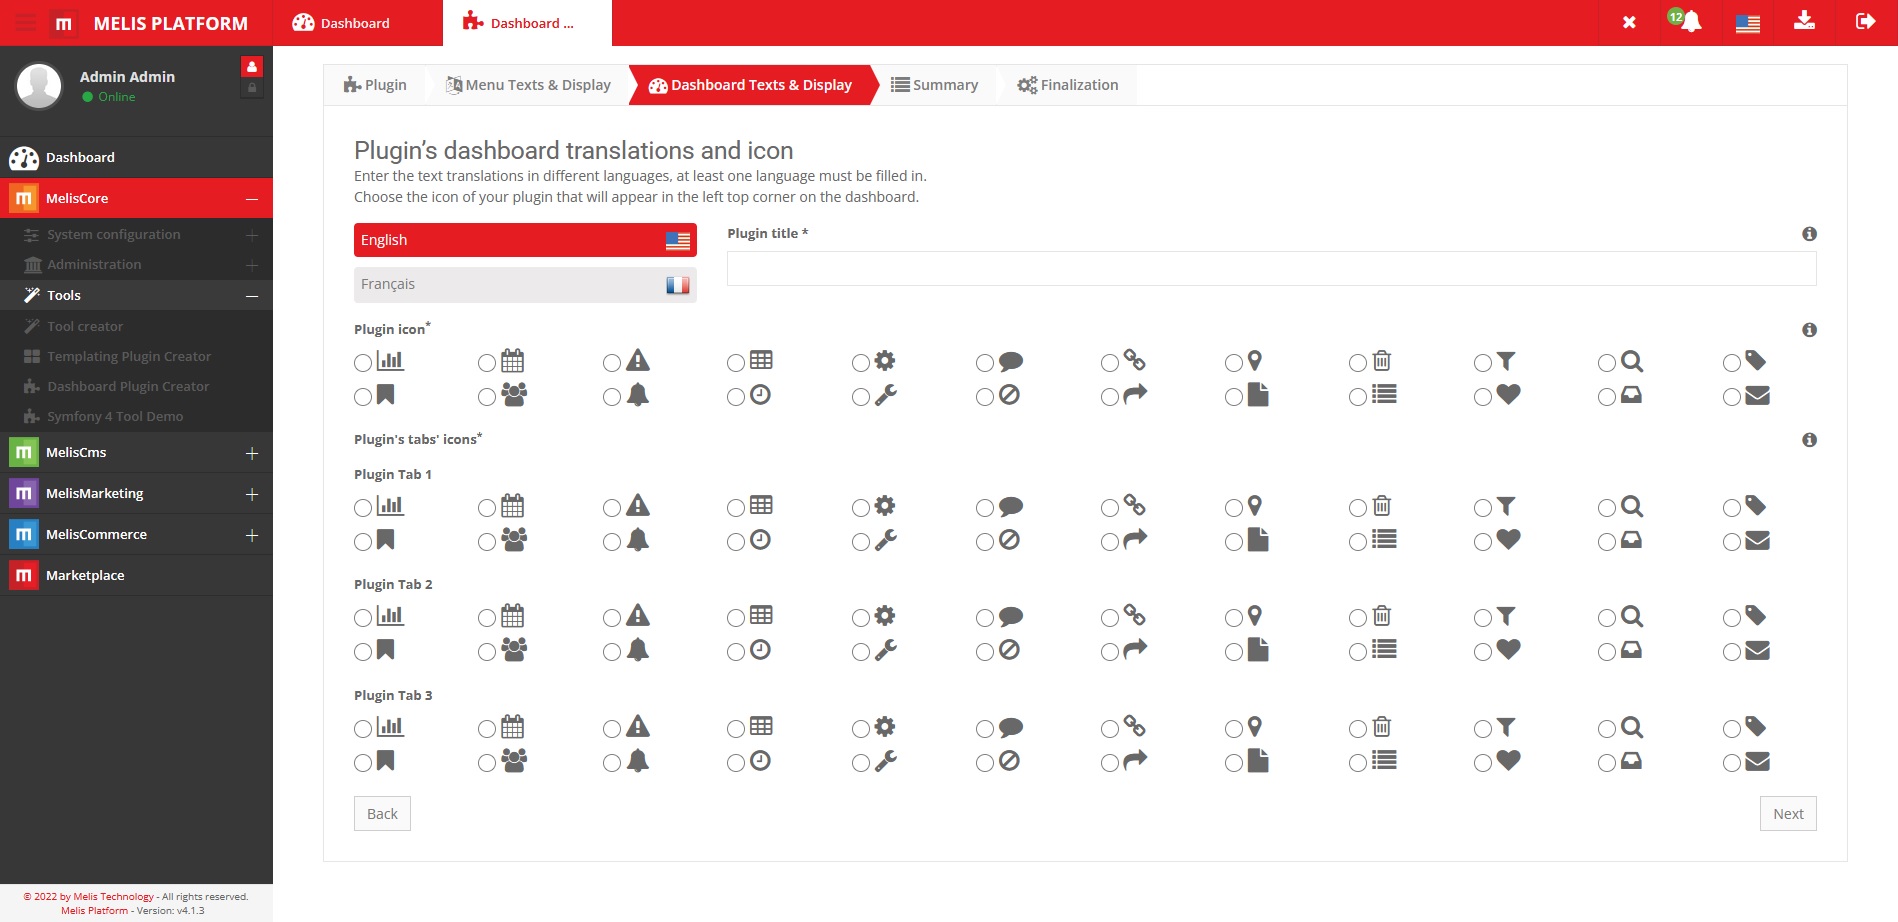 m MELIS PLATFORM
Dashboard
Dashboard ...
12
Admin Admin
Online
Dashboard
m MelisCore
System configuration
Administration
Tools
Tool creator
Templating Plugin Creator
Dashboard Plugin Creator
Symfony 4 Tool Demo
m MelisCms
m MelisMarketing
m MelisCommerce
m Marketplace
© 2022 by Melis Technology - All rights reserved.
Melis Platform - Version: v4.1.3
Plugin
Menu Texts & Display
Dashboard Texts & Display
Summary
Finalization
Plugin’s dashboard translations and icon
Enter the text translations in different languages, at least one language must be filled in.
Choose the icon of your plugin that will appear in the left top corner on the dashboard.
English
Français
Plugin title *
Plugin icon*
Plugin's tabs' icons*
Plugin Tab 1
Plugin Tab 2
Plugin Tab 3
Back
Next